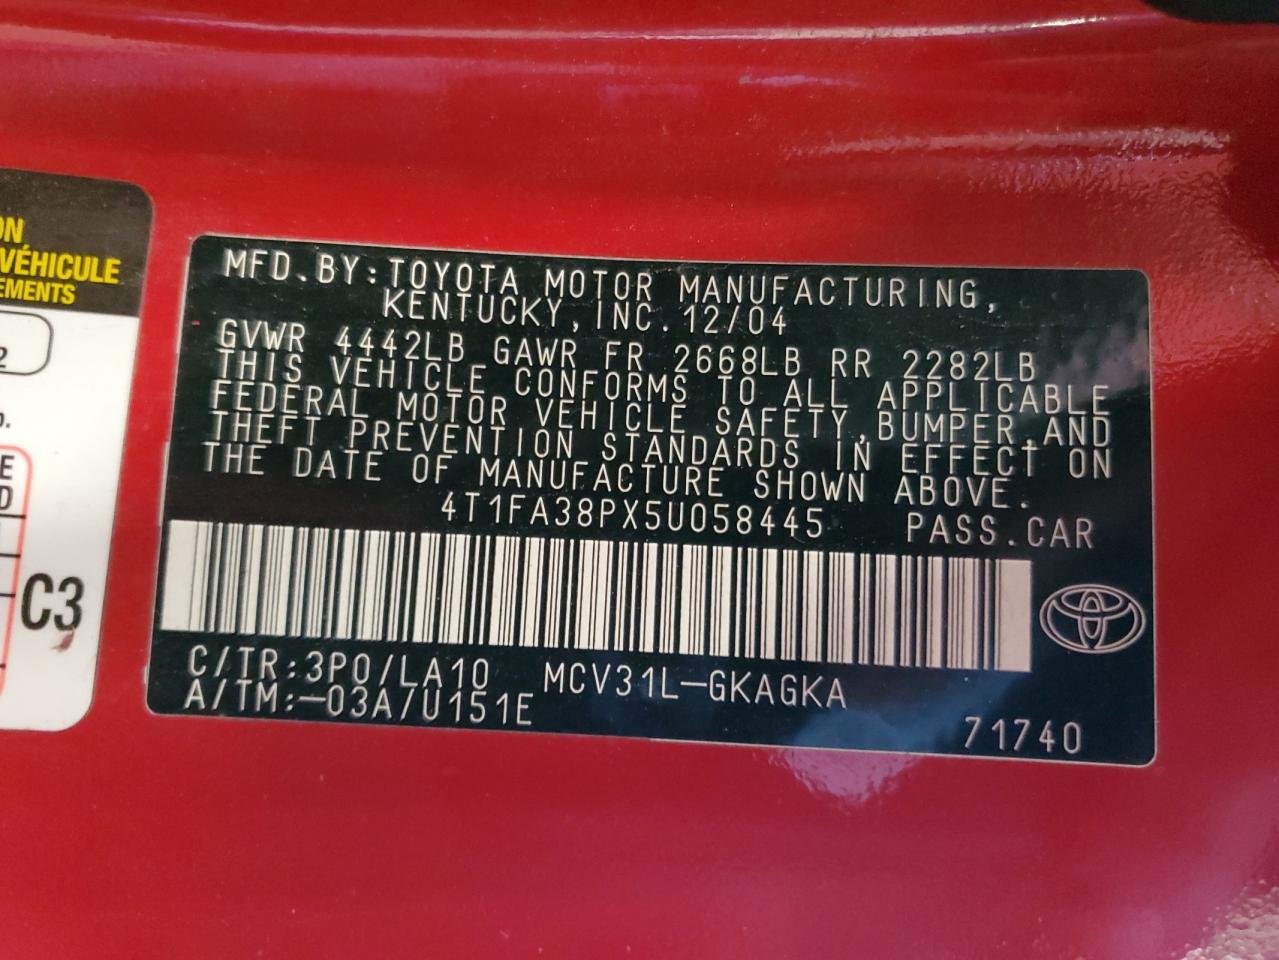 ON
VÉHICULE
EMENTS
2
O.
E
D
C3
MFD.BY:TOYOTA MOTOR MANUFACTURING,
KENTUCKY,INC.12/04
GVWR 4442LB GAWR FR 2668LB RR 2282LB
THIS VEHICLE CONFORMS TO ALL APPLICABLE
FEDERAL MOTOR VEHICLE SAFETY,BUMPER,AND
THEFT PREVENTION STANDARDS IN EFFECT ON
THE DATE OF MANUFACTURE SHOWN ABOVE.
4T1FA38PX5U058445 PASS.CAR
C/TR:3P0/LA10 MCV31L-GKAGKA
A/TM:-03A/U151E
71740